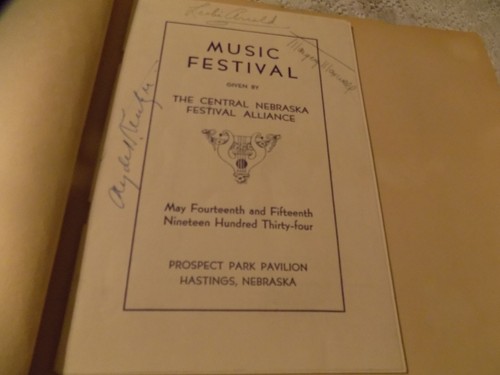 MUSIC
FESTIVAL
GIVEN BY
THE CENTRAL NEBRASKA
FESTIVAL ALLIANCE
May Fourteenth and Fifteenth
Nineteen Hundred Thirty-four
PROSPECT PARK PAVILION
HASTINGS, NEBRASKA